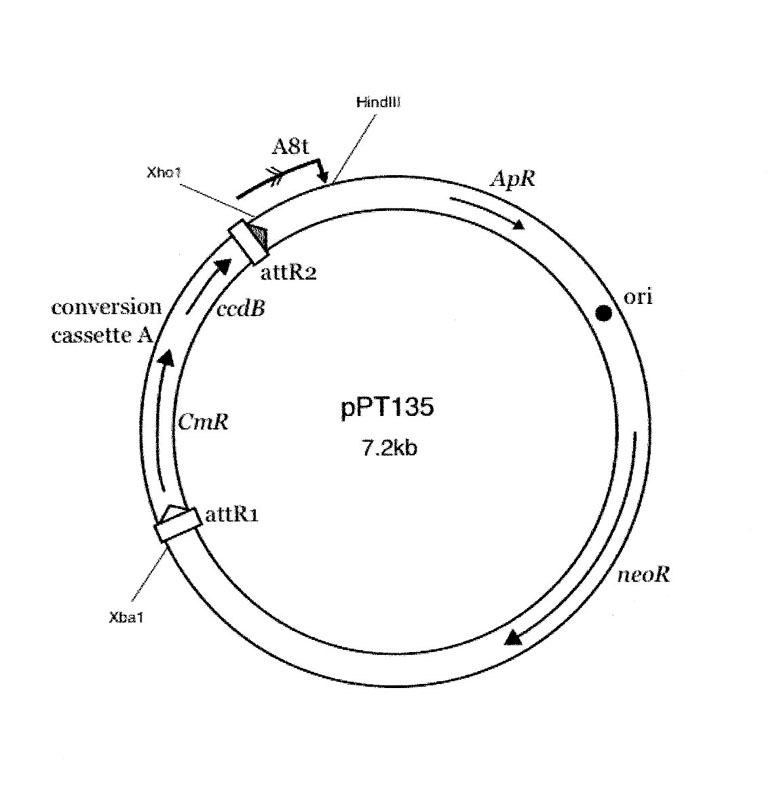 HindIII
A8t
Xho1
ApR
attR2
ori
conversion
cassette A
ccdB
pPT135
7.2kb
CmR
attR1
neoR
Xba1